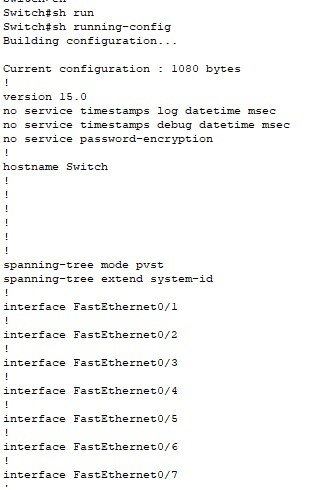 Switch>en
Switch#sh run
Switch#sh running-config
Building configuration...
Current configuration : 1080 bytes
!
version 15.0
no service timestamps log datetime msec
no service timestamps debug datetime msec
no service password-encryption
!
hostname Switch
!
!
!
!
!
!
spanning-tree mode pvst
spanning-tree extend system-id
!
interface FastEthernet0/1
!
interface FastEthernet0/2
!
interface FastEthernet0/3
!
interface FastEthernet0/4
!
interface FastEthernet0/5
!
interface FastEthernet0/6
!
interface FastEthernet0/7
!